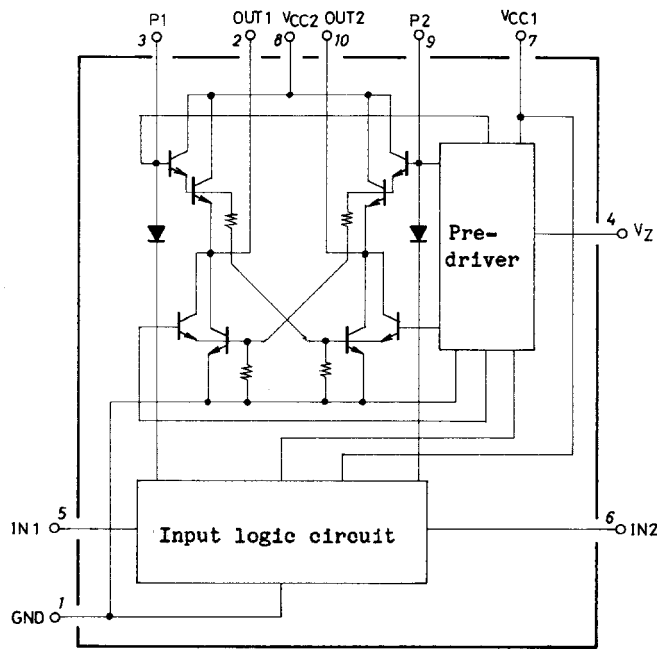 P1 OUT1 VCC2 OUT2 P2 VCC1
3 2 8 10 9 7
4
VZ
Pre-
driver
5
IN1
Input logic circuit
6
IN2
1
GND